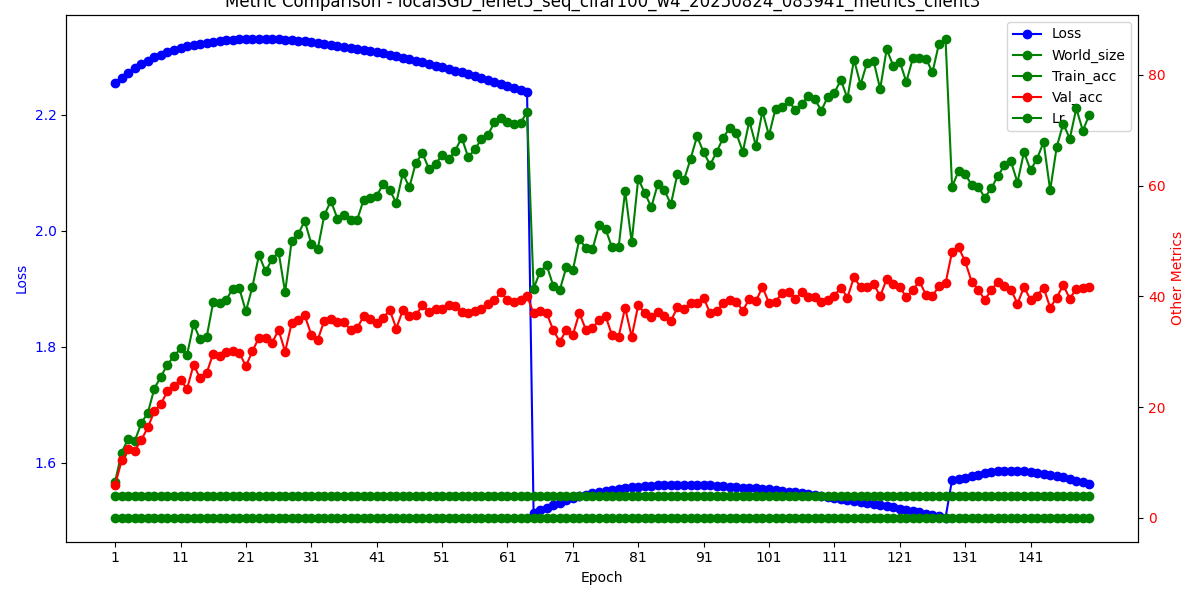 Metric Comparison - localSGD_lenet5_seq_cifar100_w4_20250824_083941_metrics_client3
Loss
World_size
Train_acc
Val_acc
Lr
2.2
2.0
1.8
1.6
Loss
80
60
40
20
0
Other Metrics
1 11 21 31 41 51 61 71 81 91 101 111 121 131 141
Epoch